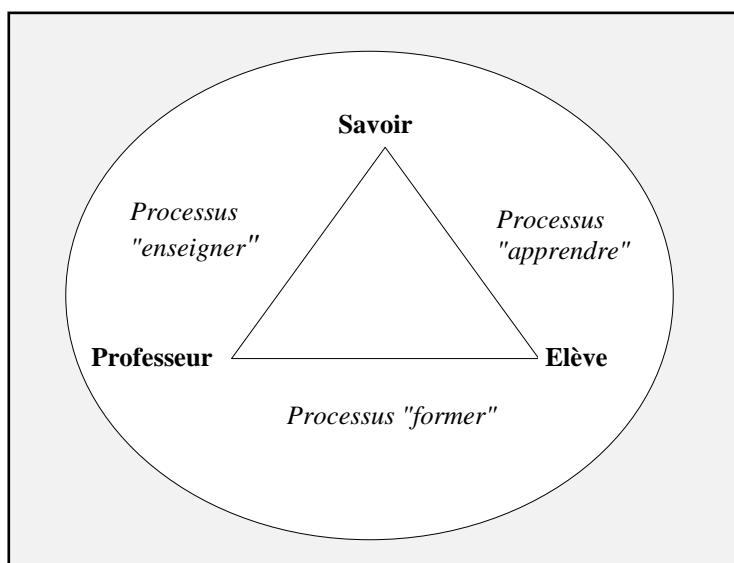 Savoir
Processus
"enseigner"
Processus
"apprendre"
Professeur
Elève
Processus "former"